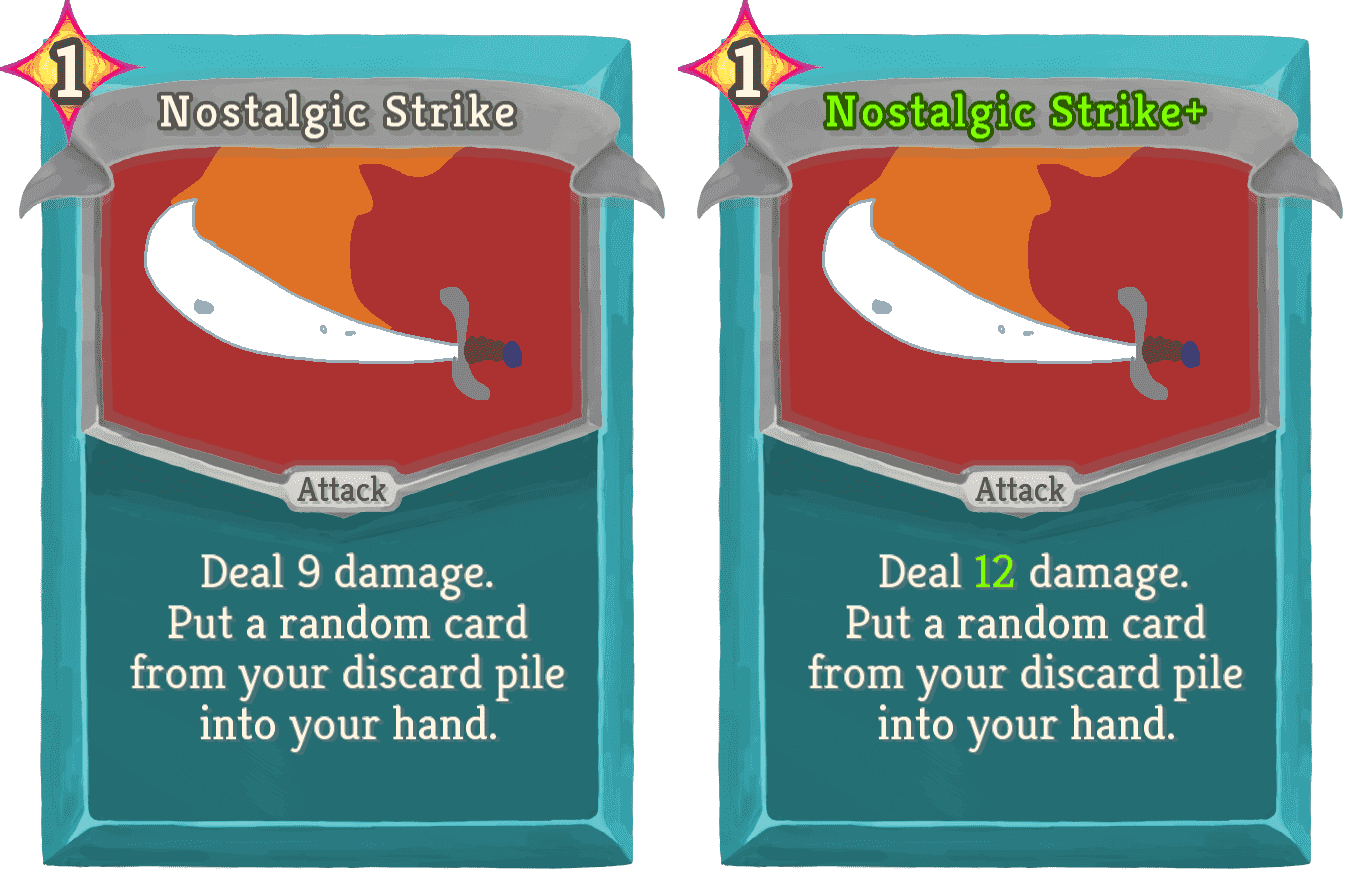 1
Nostalgic Strike
Attack
Deal 9 damage.
Put a random card
from your discard pile
into your hand.
1
Nostalgic Strike+
Attack
Deal 12 damage.
Put a random card
from your discard pile
into your hand.